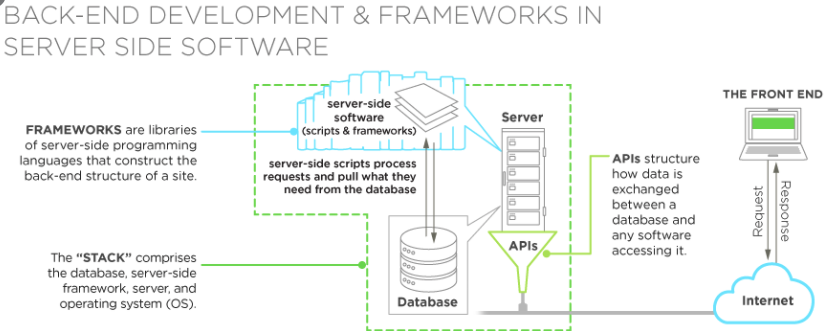 BACK-END DEVELOPMENT & FRAMEWORKS IN
SERVER SIDE SOFTWARE
FRAMEWORKS are libraries
of server-side programming
languages that construct the
back-end structure of a site.
The “STACK” comprises
the database, server-side
framework, server, and
operating system (OS).
server-side
software
(scripts & frameworks)
server-side scripts process
requests and pull what they
need from the database
Database
Server
APIs
APIs structure
how data is
exchanged
between a
database and
any software
accessing it.
THE FRONT END
Request
Response
Internet